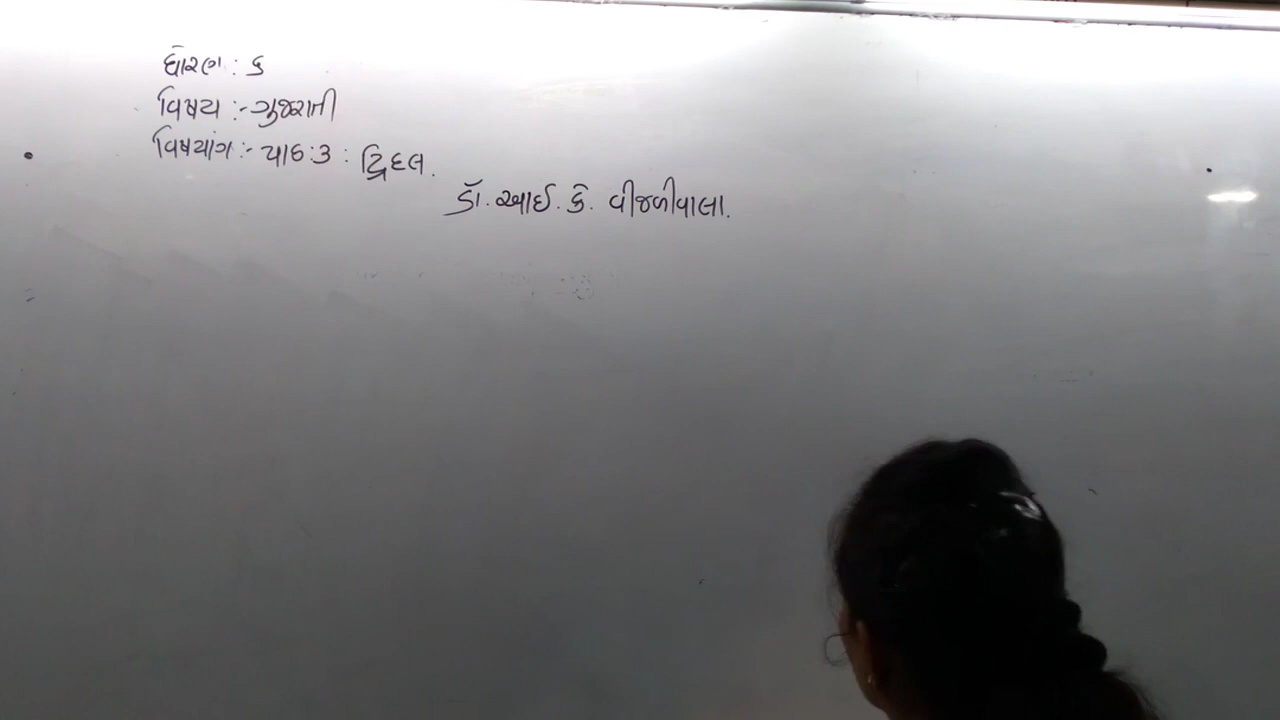 ધોરણ : ૬
વિષય :- ગુજરાતી
વિષયાંગ :- પાઠ : ૩ : દ્વિદલ.
ડૉ. આઈ. કે. વીજળીવાલા.